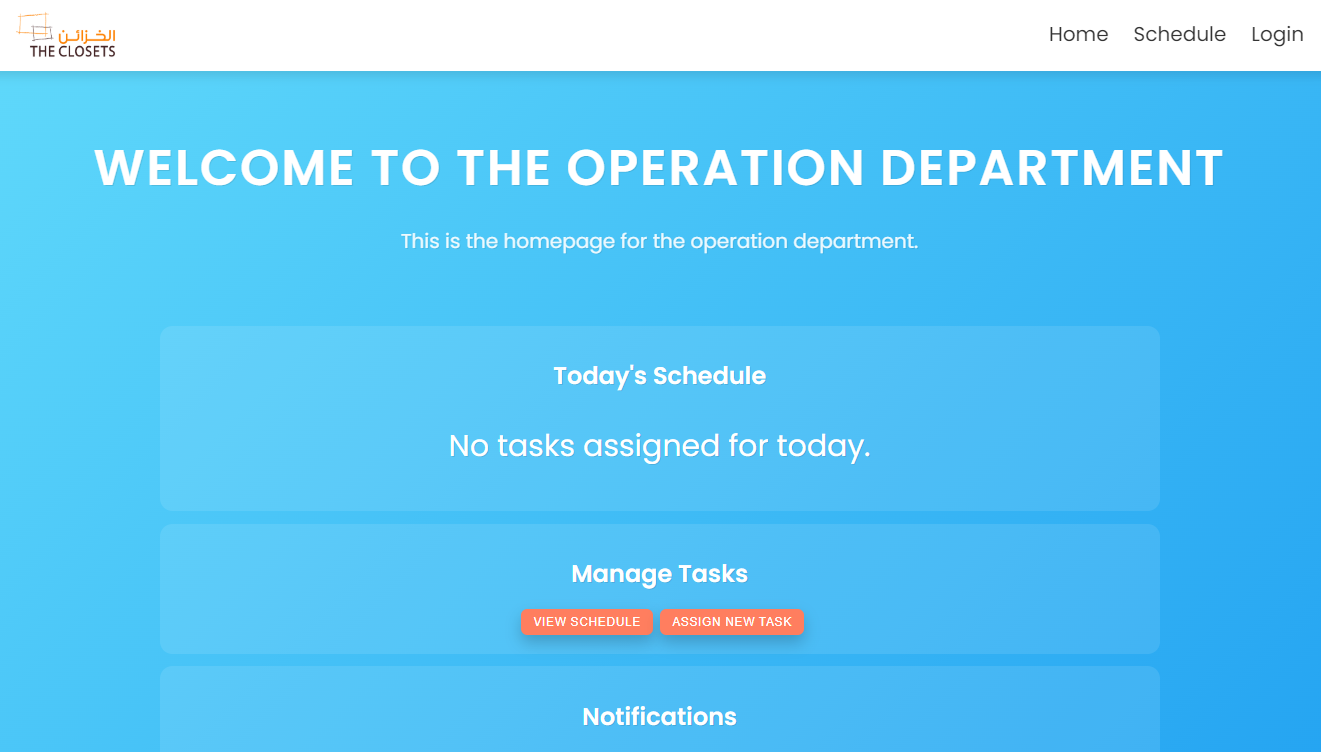 الخزائن
THE CLOSETS
Home Schedule Login
WELCOME TO THE OPERATION DEPARTMENT
This is the homepage for the operation department.
Today's Schedule
No tasks assigned for today.
Manage Tasks
VIEW SCHEDULE ASSIGN NEW TASK
Notifications